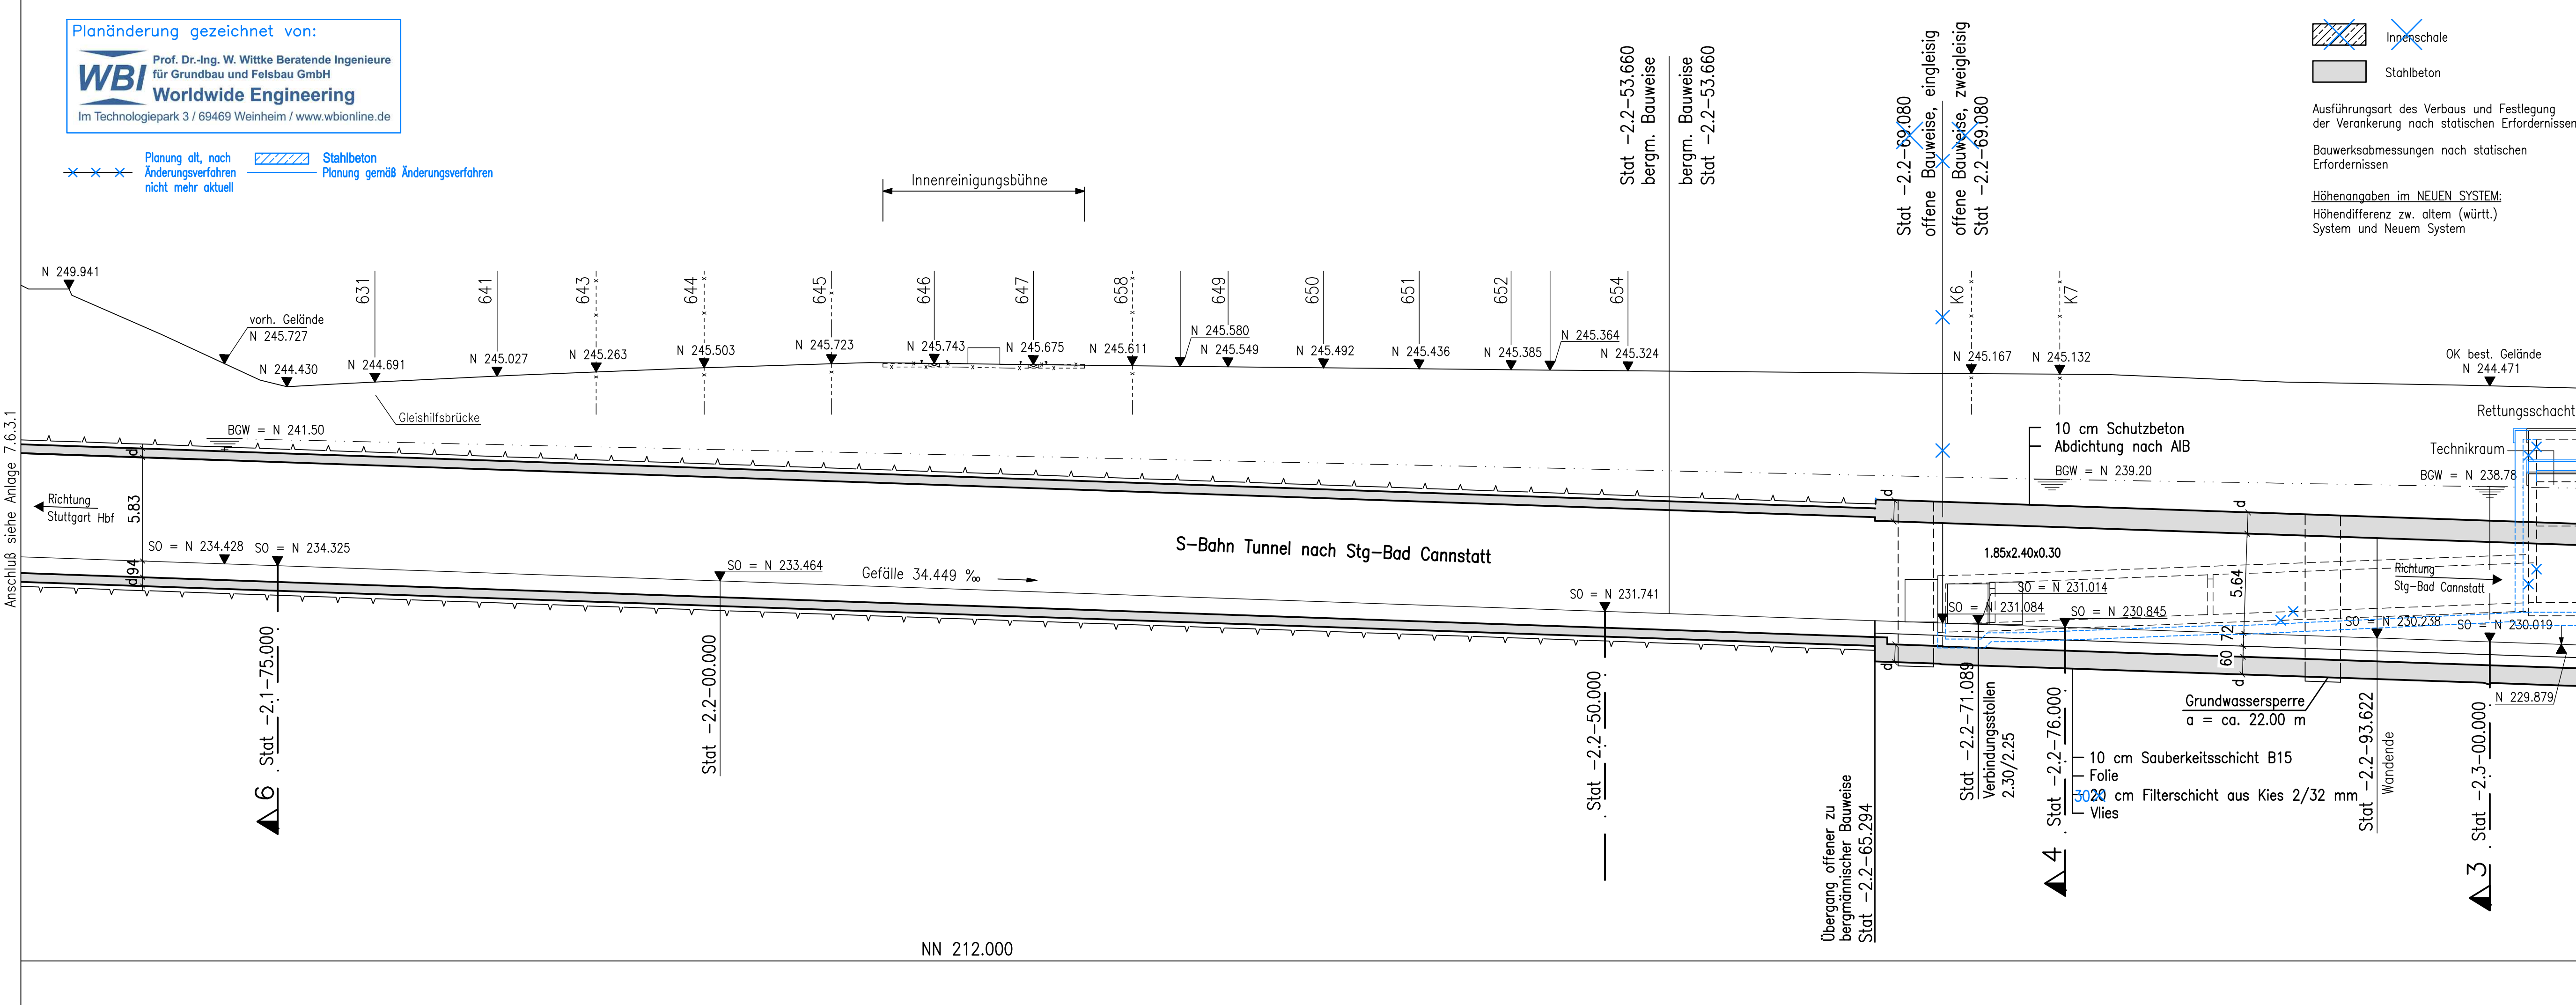 Planänderung gezeichnet von:
WBI
Prof. Dr.-Ing. W. Wittke Beratende Ingenieure
für Grundbau und Felsbau GmbH
Worldwide Engineering
Im Technologiepark 3 / 69469 Weinheim / www.wbionline.de
Planung alt, nach
Änderungsverfahren
nicht mehr aktuell
Stahlbeton
Planung gemäß Änderungsverfahren
Innenreinigungsbühne
Stat -2.2-53.660
bergm. Bauweise
bergm. Bauweise
Stat -2.2-53.660
Stat -2.2-69.080
offene Bauweise, eingleisig
offene Bauweise, zweigleisig
Stat -2.2-69.080
Innenschale
Stahlbeton
Ausführungsart des Verbaus und Festlegung
der Verankerung nach statischen Erfordernissen
Bauwerksabmessungen nach statischen
Erfordernissen
Höhenangaben im NEUEN SYSTEM:
Höhendifferenz zw. altem (württ.)
System und Neuem System
N 249.941
vorh. Gelände
N 245.727
N 244.430
631
N 244.691
641
N 245.027
643
N 245.263
644
N 245.503
645
N 245.723
646
N 245.743
647
N 245.675
658
N 245.611
N 245.580
649
N 245.549
650
N 245.492
651
N 245.436
652
N 245.385
N 245.364
654
N 245.324
K6
N 245.167
K7
N 245.132
OK best. Gelände
N 244.471
Gleishilfsbrücke
Rettungsschacht
Technikraum
BGW = N 241.50
10 cm Schutzbeton
Abdichtung nach AIB
BGW = N 239.20
BGW = N 238.78
Anschluß siehe Anlage 7.6.3.1
Richtung
Stuttgart Hbf
d
5.83
94
d
SO = N 234.428
SO = N 234.325
SO = N 233.464
Gefälle 34.449 ‰
S-Bahn Tunnel nach Stg-Bad Cannstatt
SO = N 231.741
d
d
1.85x2.40x0.30
SO = N 231.014
SO = N 231.084
SO = N 230.845
d
5.64
72
60
d
Richtung
Stg-Bad Cannstatt
SO = N 230.238
SO = N 230.019
N 229.879
Grundwassersperre
a = ca. 22.00 m
6
Stat -2.1-75.000
Stat -2.2-00.000
Stat -2.2-50.000
Übergang offener zu
bergmännischer Bauweise
Stat -2.2-65.294
Stat -2.2-71.089
Verbindungsstollen
2.30/2.25
4
Stat -2.2-76.000
10 cm Sauberkeitsschicht B15
Folie
30 20 cm Filterschicht aus Kies 2/32 mm
Vlies
Stat -2.2-93.622
Wandende
3
Stat -2.3-00.000
NN 212.000